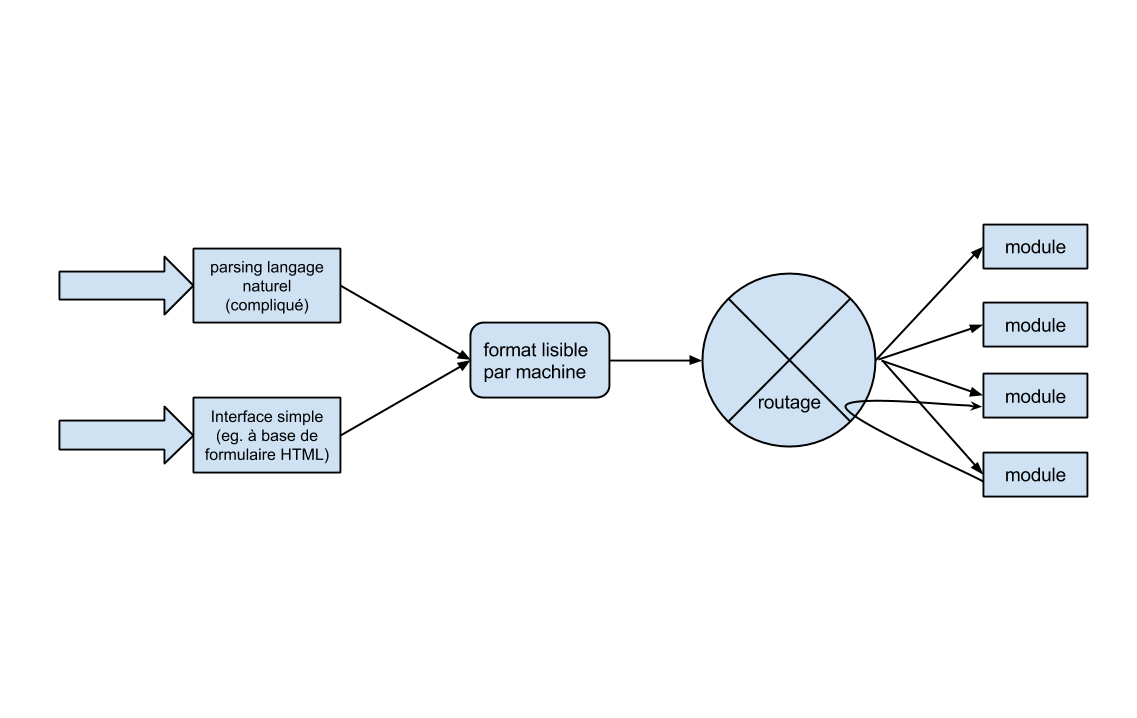 parsing langage
naturel
(compliqué)
Interface simple
(eg. à base de
formulaire HTML)
format lisible
par machine
routage
module
module
module
module